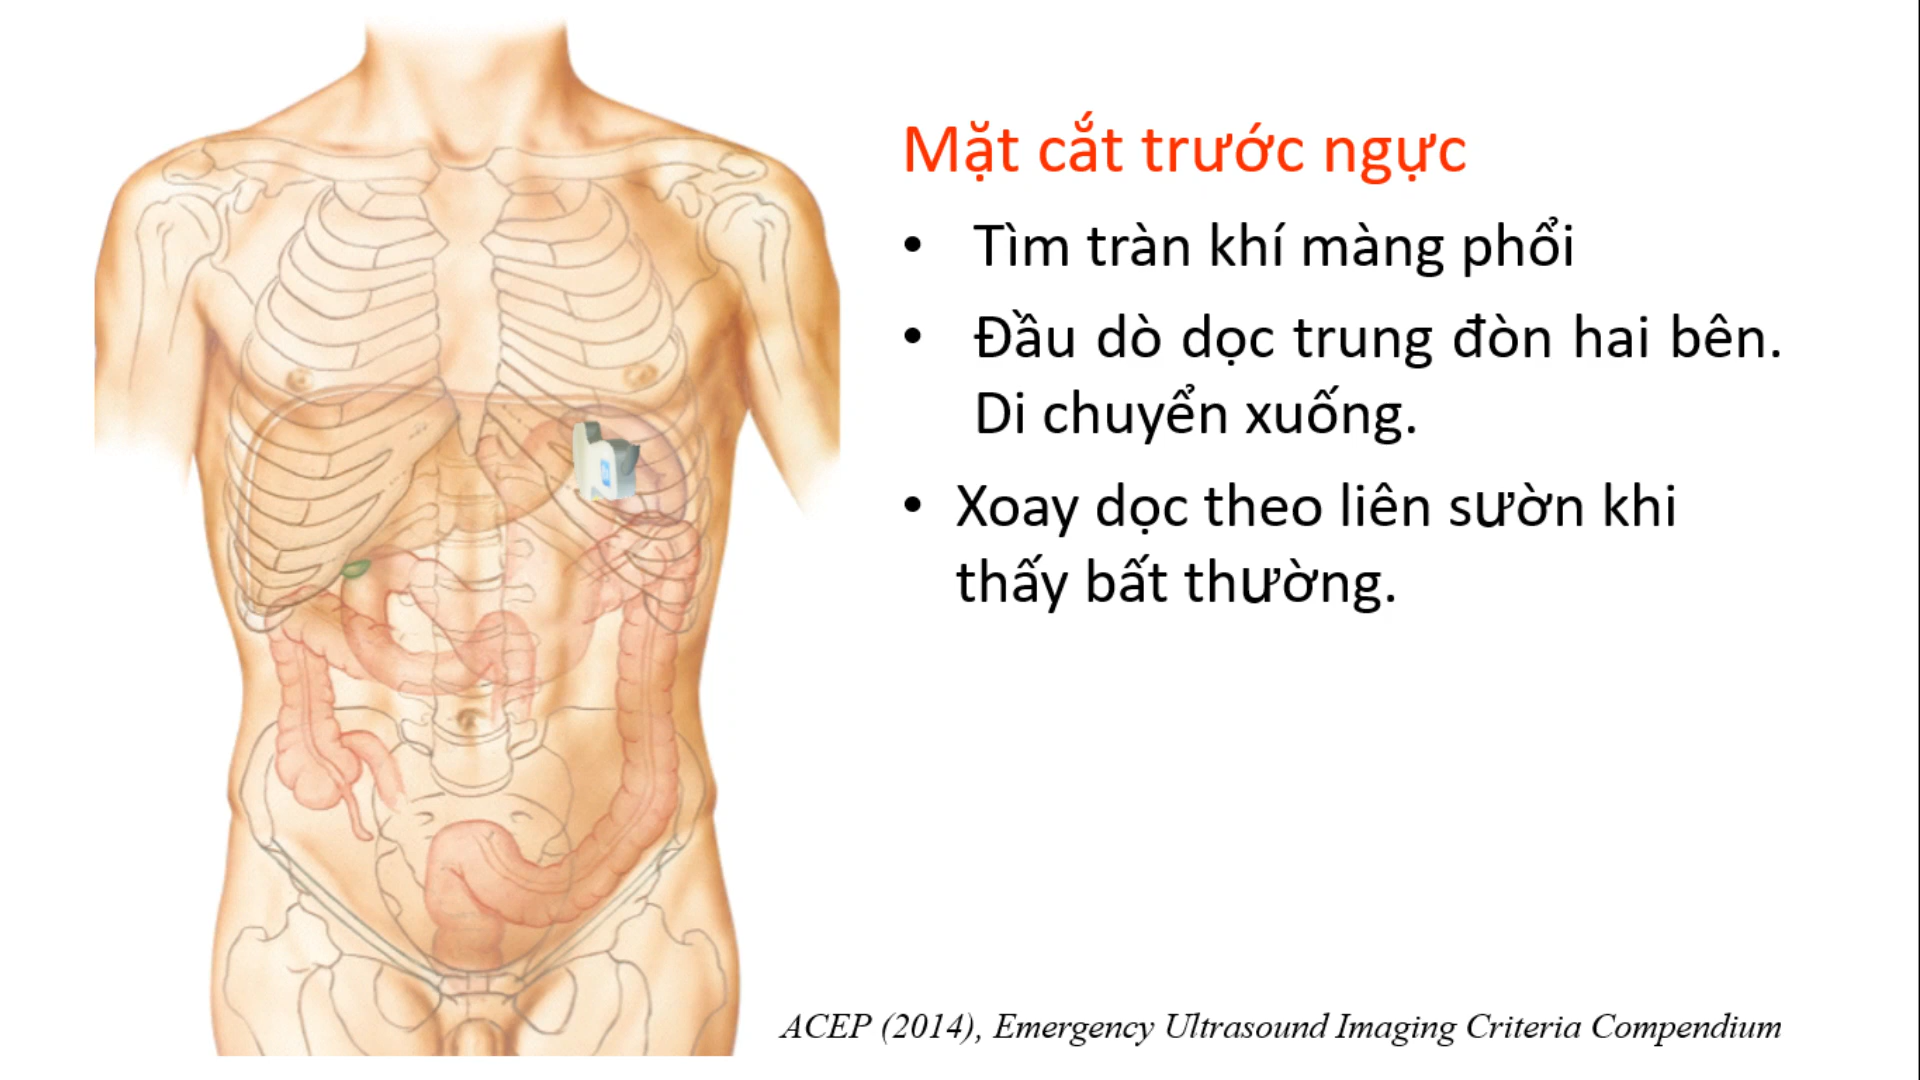 Mặt cắt trước ngực
• Tìm tràn khí màng phổi
• Đầu dò dọc trung đòn hai bên.
Di chuyển xuống.
• Xoay dọc theo liên sườn khi
thấy bất thường.
ACEP (2014), Emergency Ultrasound Imaging Criteria Compendium